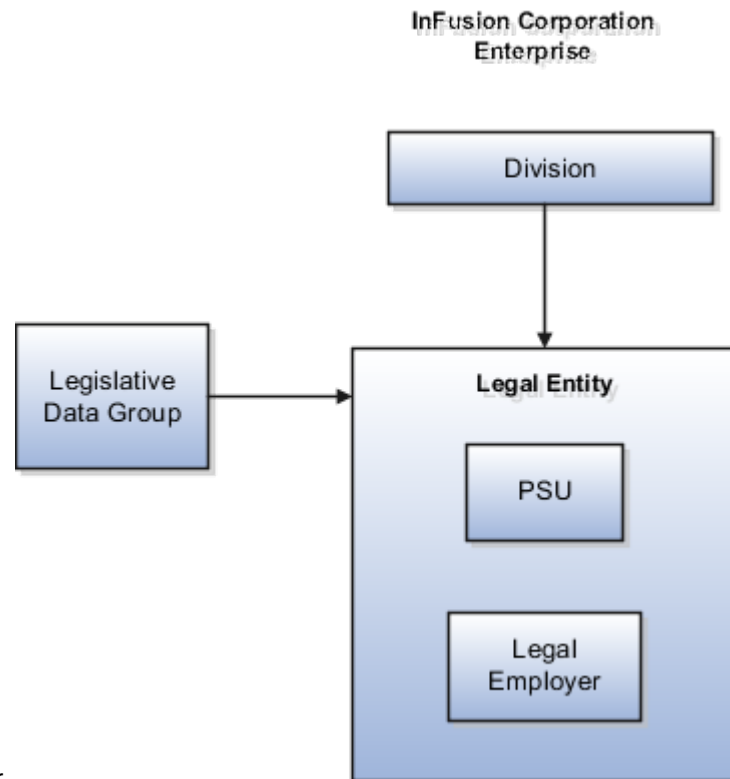 InFusion Corporation
Enterprise
Division
Legislative
Data Group
Legal Entity
PSU
Legal
Employer